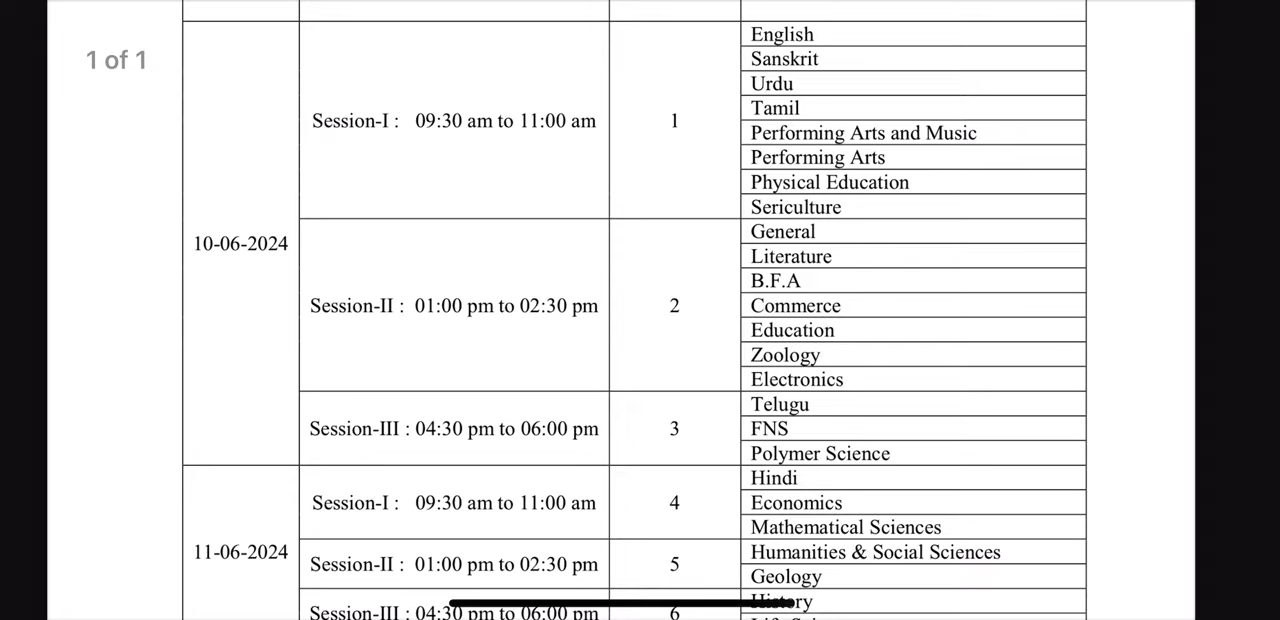 1 of 1
10-06-2024
Session-I : 09:30 am to 11:00 am
1
English
Sanskrit
Urdu
Tamil
Performing Arts and Music
Performing Arts
Physical Education
Sericulture
Session-II : 01:00 pm to 02:30 pm
2
General
Literature
B.F.A
Commerce
Education
Zoology
Electronics
Session-III : 04:30 pm to 06:00 pm
3
Telugu
FNS
Polymer Science
11-06-2024
Session-I : 09:30 am to 11:00 am
4
Hindi
Economics
Mathematical Sciences
Session-II : 01:00 pm to 02:30 pm
5
Humanities & Social Sciences
Geology
Session-III : 04:30 pm to 06:00 pm
6
History